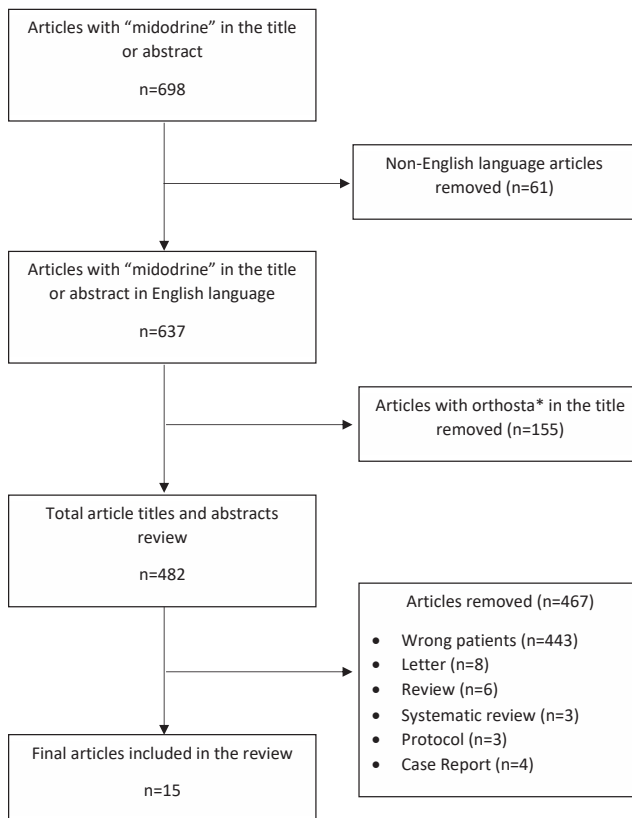 Articles with “midodrine” in the title
or abstract
n=698
Non-English language articles
removed (n=61)
Articles with “midodrine” in the title
or abstract in English language
n=637
Articles with orthosta* in the title
removed (n=155)
Total article titles and abstracts
review
n=482
Articles removed (n=467)
• Wrong patients (n=443)
• Letter (n=8)
• Review (n=6)
• Systematic review (n=3)
• Protocol (n=3)
• Case Report (n=4)
Final articles included in the review
n=15